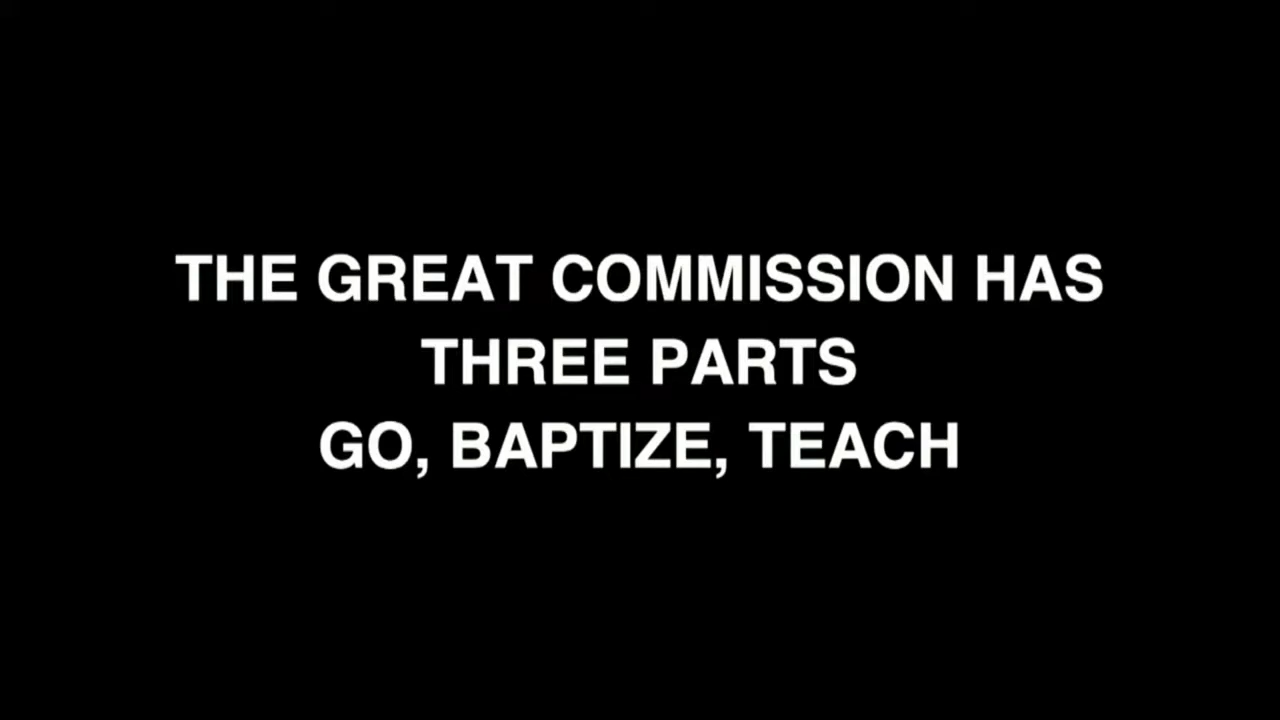 THE GREAT COMMISSION HAS
THREE PARTS
GO, BAPTIZE, TEACH